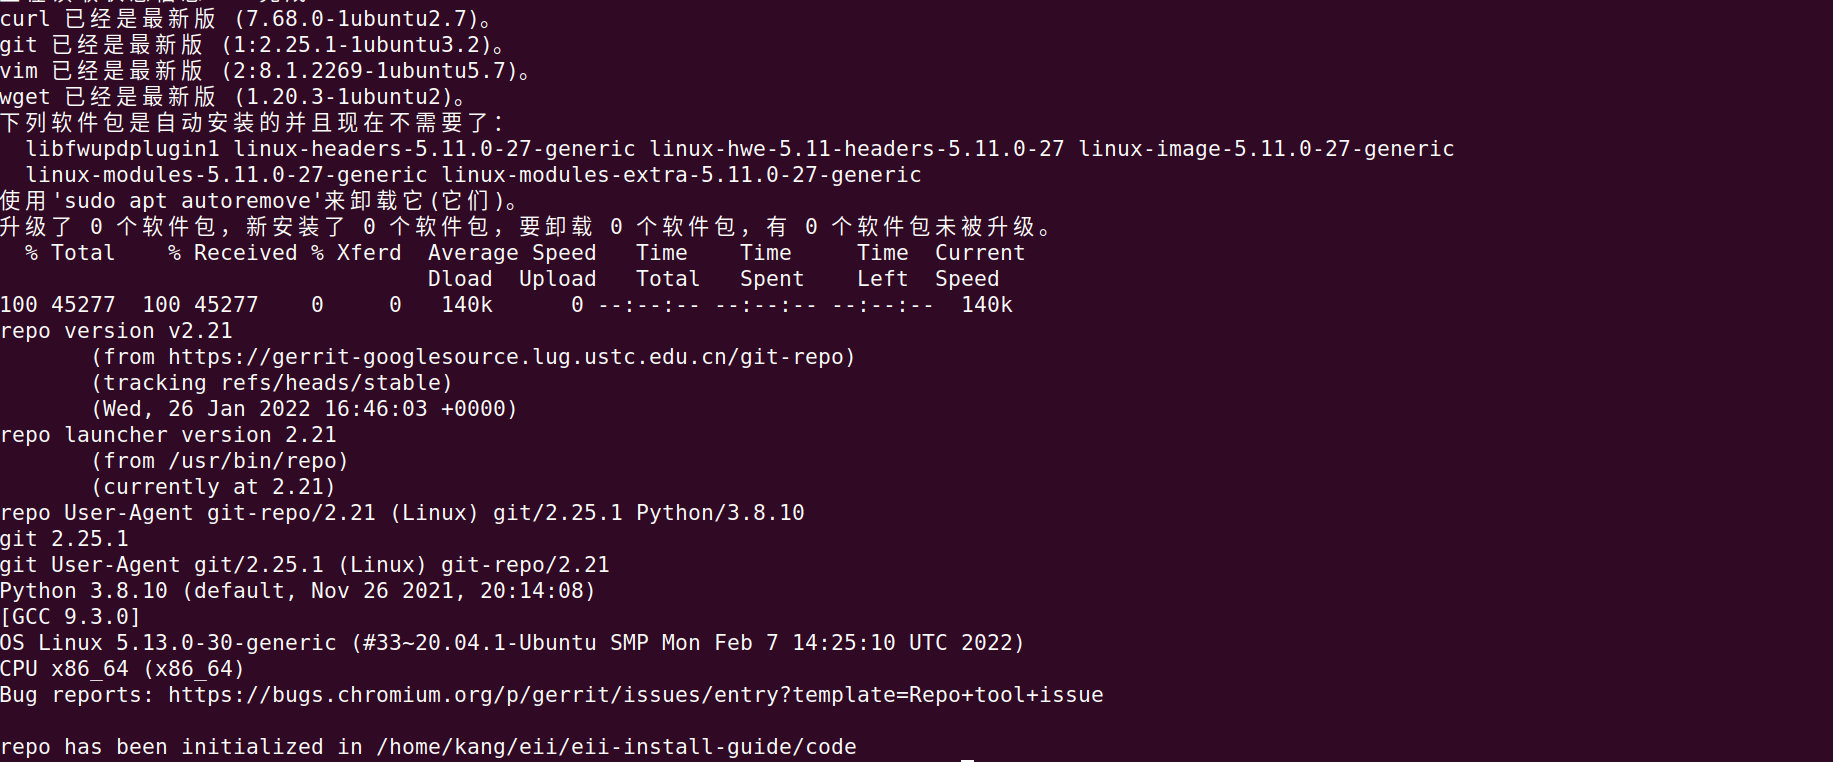 curl 已经是最新版 (7.68.0-1ubuntu2.7)。
git 已经是最新版 (1:2.25.1-1ubuntu3.2)。
vim 已经是最新版 (2:8.1.2269-1ubuntu5.7)。
wget 已经是最新版 (1.20.3-1ubuntu2)。
下列软件包是自动安装的并且现在不需要了：
  libfwupdplugin1 linux-headers-5.11.0-27-generic linux-hwe-5.11-headers-5.11.0-27 linux-image-5.11.0-27-generic
  linux-modules-5.11.0-27-generic linux-modules-extra-5.11.0-27-generic
使用'sudo apt autoremove'来卸载它(它们)。
升级了 0 个软件包，新安装了 0 个软件包，要卸载 0 个软件包，有 0 个软件包未被升级。
  % Total    % Received % Xferd  Average Speed   Time    Time     Time  Current
                                 Dload  Upload   Total   Spent    Left  Speed
100 45277  100 45277    0     0   140k      0 --:--:-- --:--:-- --:--:--  140k
repo version v2.21
       (from https://gerrit-googlesource.lug.ustc.edu.cn/git-repo)
       (tracking refs/heads/stable)
       (Wed, 26 Jan 2022 16:46:03 +0000)
repo launcher version 2.21
       (from /usr/bin/repo)
       (currently at 2.21)
repo User-Agent git-repo/2.21 (Linux) git/2.25.1 Python/3.8.10
git 2.25.1
git User-Agent git/2.25.1 (Linux) git-repo/2.21
Python 3.8.10 (default, Nov 26 2021, 20:14:08)
[GCC 9.3.0]
OS Linux 5.13.0-30-generic (#33~20.04.1-Ubuntu SMP Mon Feb 7 14:25:10 UTC 2022)
CPU x86_64 (x86_64)
Bug reports: https://bugs.chromium.org/p/gerrit/issues/entry?template=Repo+tool+issue

repo has been initialized in /home/kang/eii/eii-install-guide/code